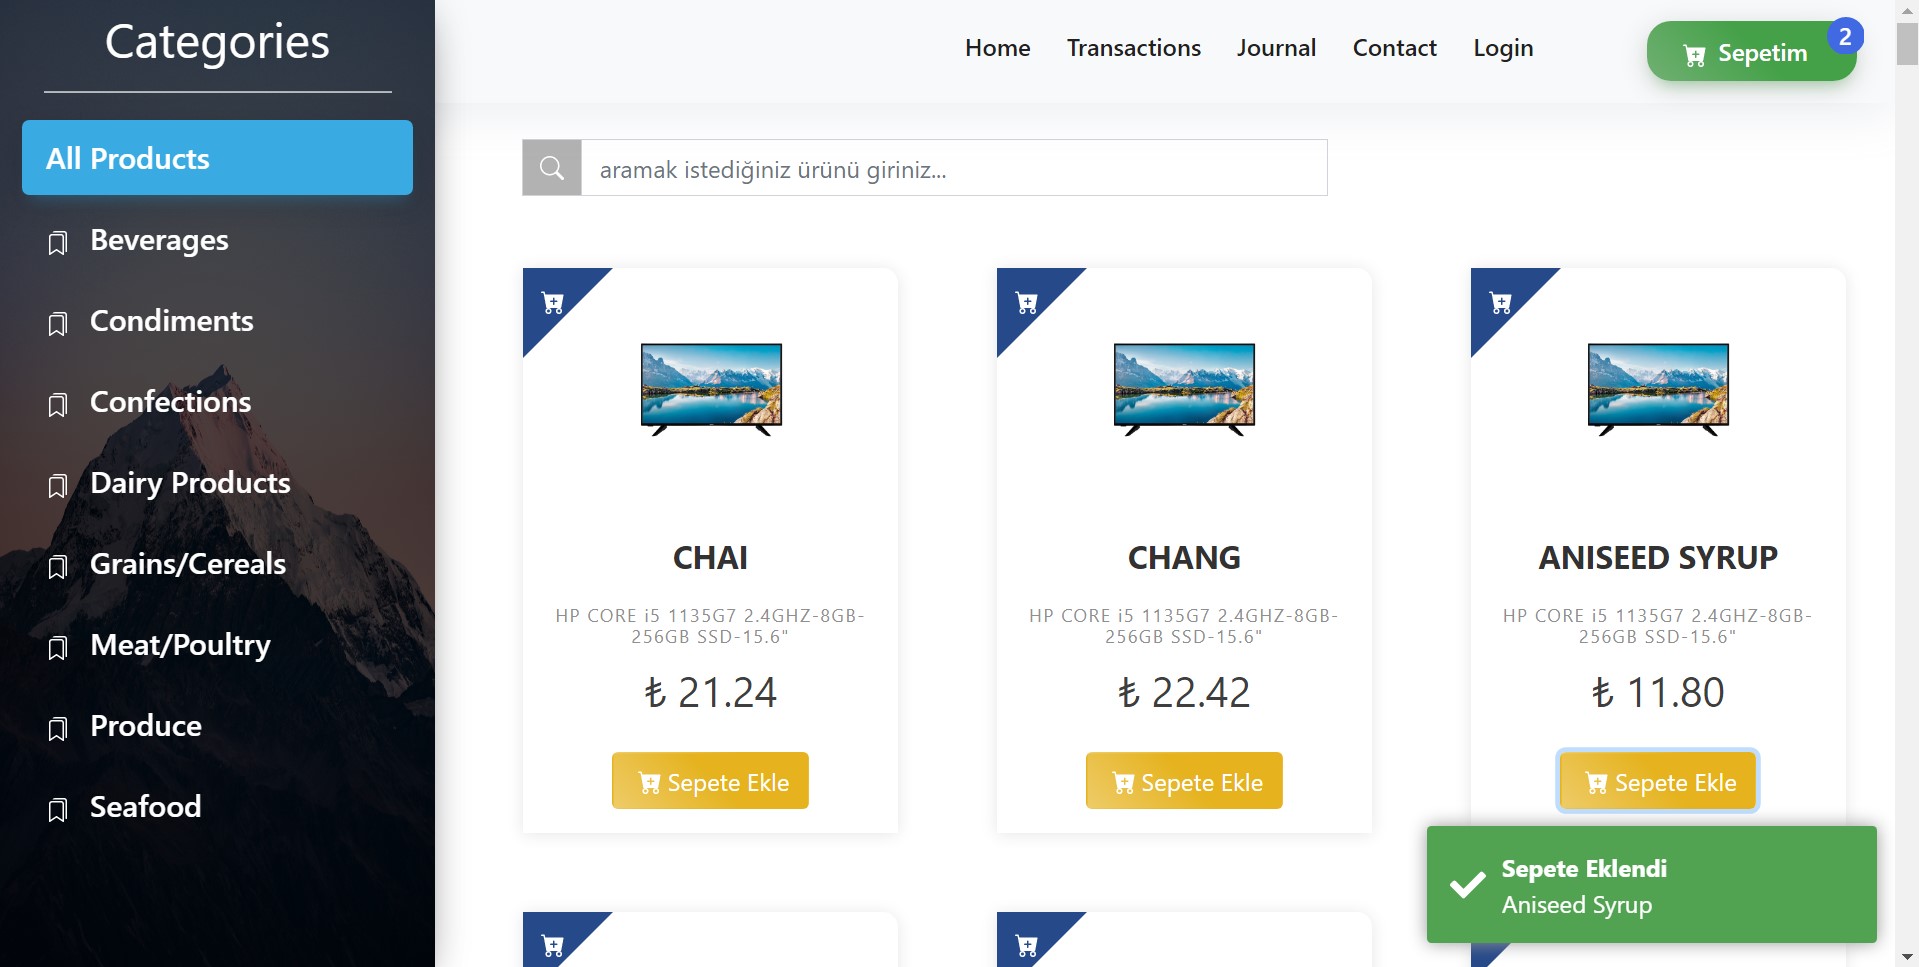 Categories
All Products
Beverages
Condiments
Confections
Dairy Products
Grains/Cereals
Meat/Poultry
Produce
Seafood
Home
Transactions
Journal
Contact
Login
Sepetim
2
aramak istediğiniz ürünü giriniz...
CHAI
HP CORE i5 1135G7 2.4GHZ-8GB-
256GB SSD-15.6"
₺ 21.24
Sepete Ekle
CHANG
HP CORE i5 1135G7 2.4GHZ-8GB-
256GB SSD-15.6"
₺ 22.42
Sepete Ekle
ANISEED SYRUP
HP CORE i5 1135G7 2.4GHZ-8GB-
256GB SSD-15.6"
₺ 11.80
Sepete Ekle
Sepete Eklendi
Aniseed Syrup